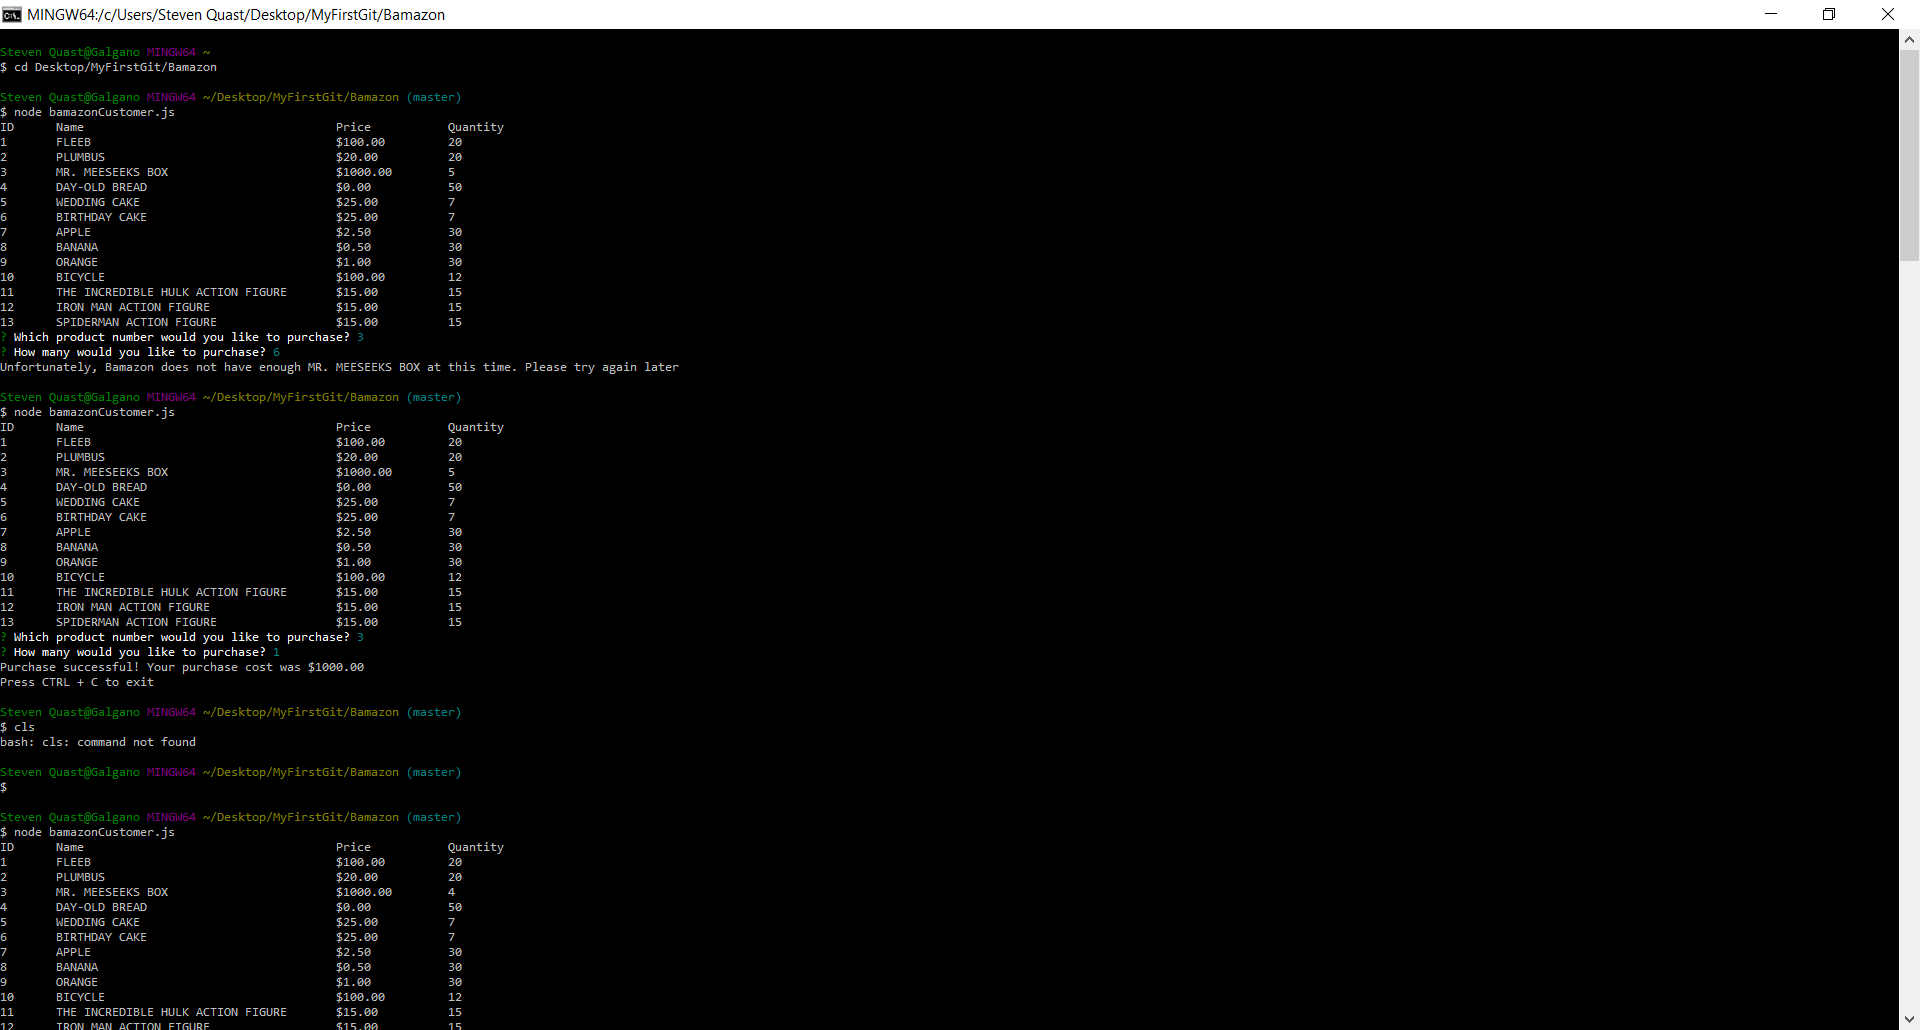 MINGW64:/c/Users/Steven Quast/Desktop/MyFirstGit/Bamazon
Steven Quast@Galgano MINGW64 ~
$ cd Desktop/MyFirstGit/Bamazon
Steven Quast@Galgano MINGW64 ~/Desktop/MyFirstGit/Bamazon (master)
$ node bamazonCustomer.js
ID Name Price Quantity
1 FLEEB $100.00 20
2 PLUMBUS $20.00 20
3 MR. MEESEEKS BOX $1000.00 5
4 DAY-OLD BREAD $0.00 50
5 WEDDING CAKE $25.00 7
6 BIRTHDAY CAKE $25.00 7
7 APPLE $2.50 30
8 BANANA $0.50 30
9 ORANGE $1.00 30
10 BICYCLE $100.00 12
11 THE INCREDIBLE HULK ACTION FIGURE $15.00 15
12 IRON MAN ACTION FIGURE $15.00 15
13 SPIDERMAN ACTION FIGURE $15.00 15
? Which product number would you like to purchase? 3
? How many would you like to purchase? 6
Unfortunately, Bamazon does not have enough MR. MEESEEKS BOX at this time. Please try again later
Steven Quast@Galgano MINGW64 ~/Desktop/MyFirstGit/Bamazon (master)
$ node bamazonCustomer.js
ID Name Price Quantity
1 FLEEB $100.00 20
2 PLUMBUS $20.00 20
3 MR. MEESEEKS BOX $1000.00 5
4 DAY-OLD BREAD $0.00 50
5 WEDDING CAKE $25.00 7
6 BIRTHDAY CAKE $25.00 7
7 APPLE $2.50 30
8 BANANA $0.50 30
9 ORANGE $1.00 30
10 BICYCLE $100.00 12
11 THE INCREDIBLE HULK ACTION FIGURE $15.00 15
12 IRON MAN ACTION FIGURE $15.00 15
13 SPIDERMAN ACTION FIGURE $15.00 15
? Which product number would you like to purchase? 3
? How many would you like to purchase? 1
Purchase successful! Your purchase cost was $1000.00
Press CTRL + C to exit
Steven Quast@Galgano MINGW64 ~/Desktop/MyFirstGit/Bamazon (master)
$ cls
bash: cls: command not found
Steven Quast@Galgano MINGW64 ~/Desktop/MyFirstGit/Bamazon (master)
$
Steven Quast@Galgano MINGW64 ~/Desktop/MyFirstGit/Bamazon (master)
$ node bamazonCustomer.js
ID Name Price Quantity
1 FLEEB $100.00 20
2 PLUMBUS $20.00 20
3 MR. MEESEEKS BOX $1000.00 4
4 DAY-OLD BREAD $0.00 50
5 WEDDING CAKE $25.00 7
6 BIRTHDAY CAKE $25.00 7
7 APPLE $2.50 30
8 BANANA $0.50 30
9 ORANGE $1.00 30
10 BICYCLE $100.00 12
11 THE INCREDIBLE HULK ACTION FIGURE $15.00 15
12 IRON MAN ACTION FIGURE $15.00 15